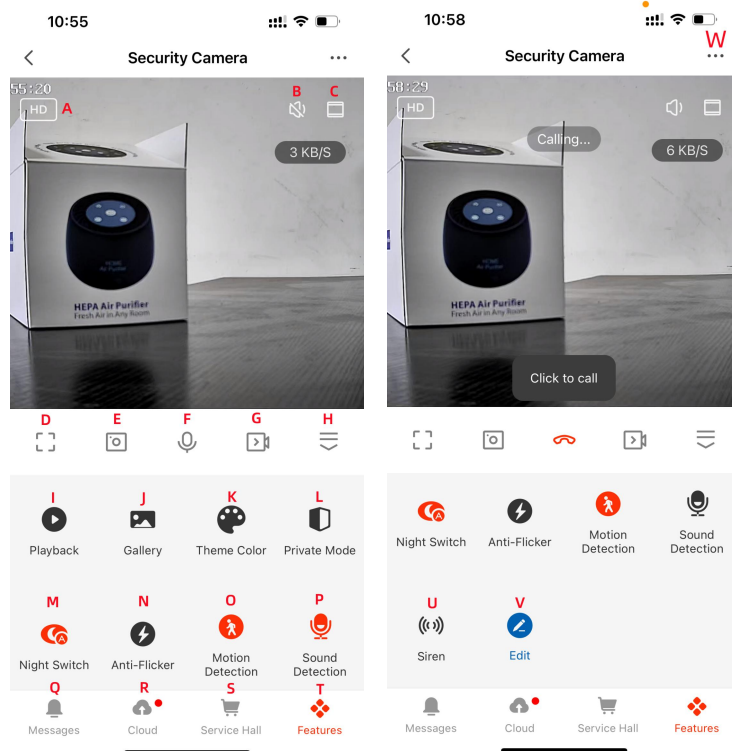 10:55
Security Camera
55:20
HD
A
B
C
3 KB/S
HEPA Air Purifier
Fresh Air in Any Room
D
E
F
G
H
I
J
K
L
Playback
Gallery
Theme Color
Private Mode
M
N
O
P
Night Switch
Anti-Flicker
Motion
Detection
Sound
Detection
Q
R
S
T
Messages
Cloud
Service Hall
Features
10:58
W
Security Camera
58:29
HD
Calling...
6 KB/S
HEPA Air Purifier
Fresh Air in Any Room
Click to call
Night Switch
Anti-Flicker
Motion
Detection
Sound
Detection
U
V
Siren
Edit
Messages
Cloud
Service Hall
Features